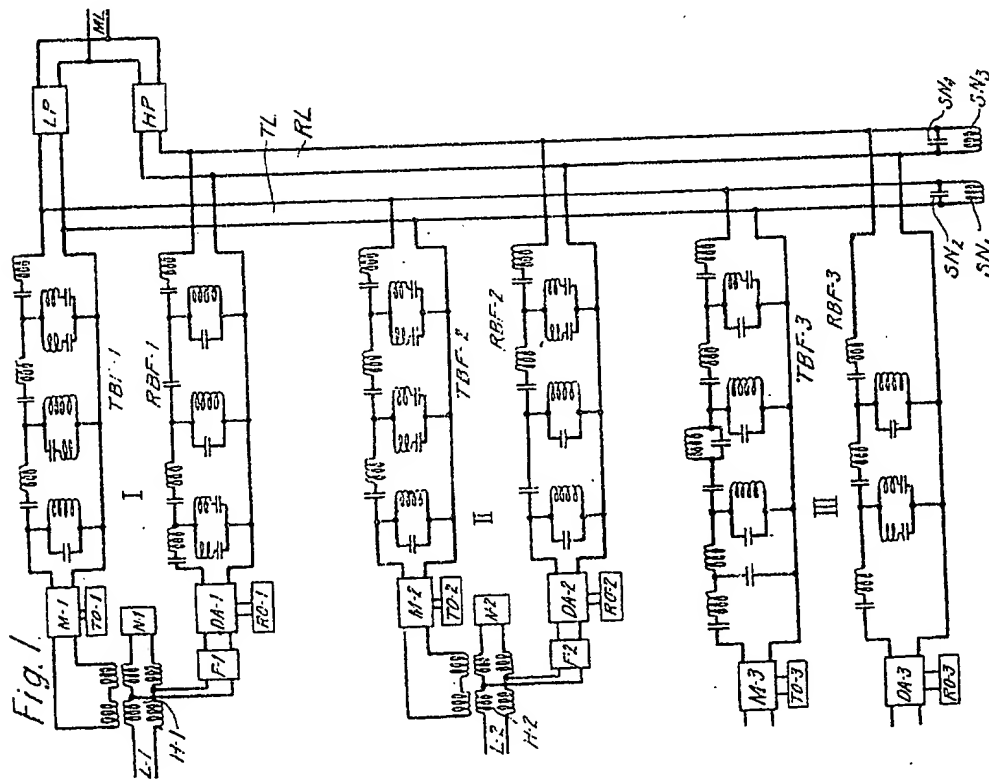 Fig. 1.
ML
LP
HP
TL
RL
SN4
SN3
SN2
SN1
TBF-1
I
RBF-1
M-1
TO-1
N-1
DA-1
RO-1
F-1
L-1
H-1
TBF-2
II
RBF-2
M-2
TO-2
N-2
DA-2
RO-2
F-2
L-2
H-2
TBF-3
III
RBF-3
M-3
TO-3
DA-3
RO-3